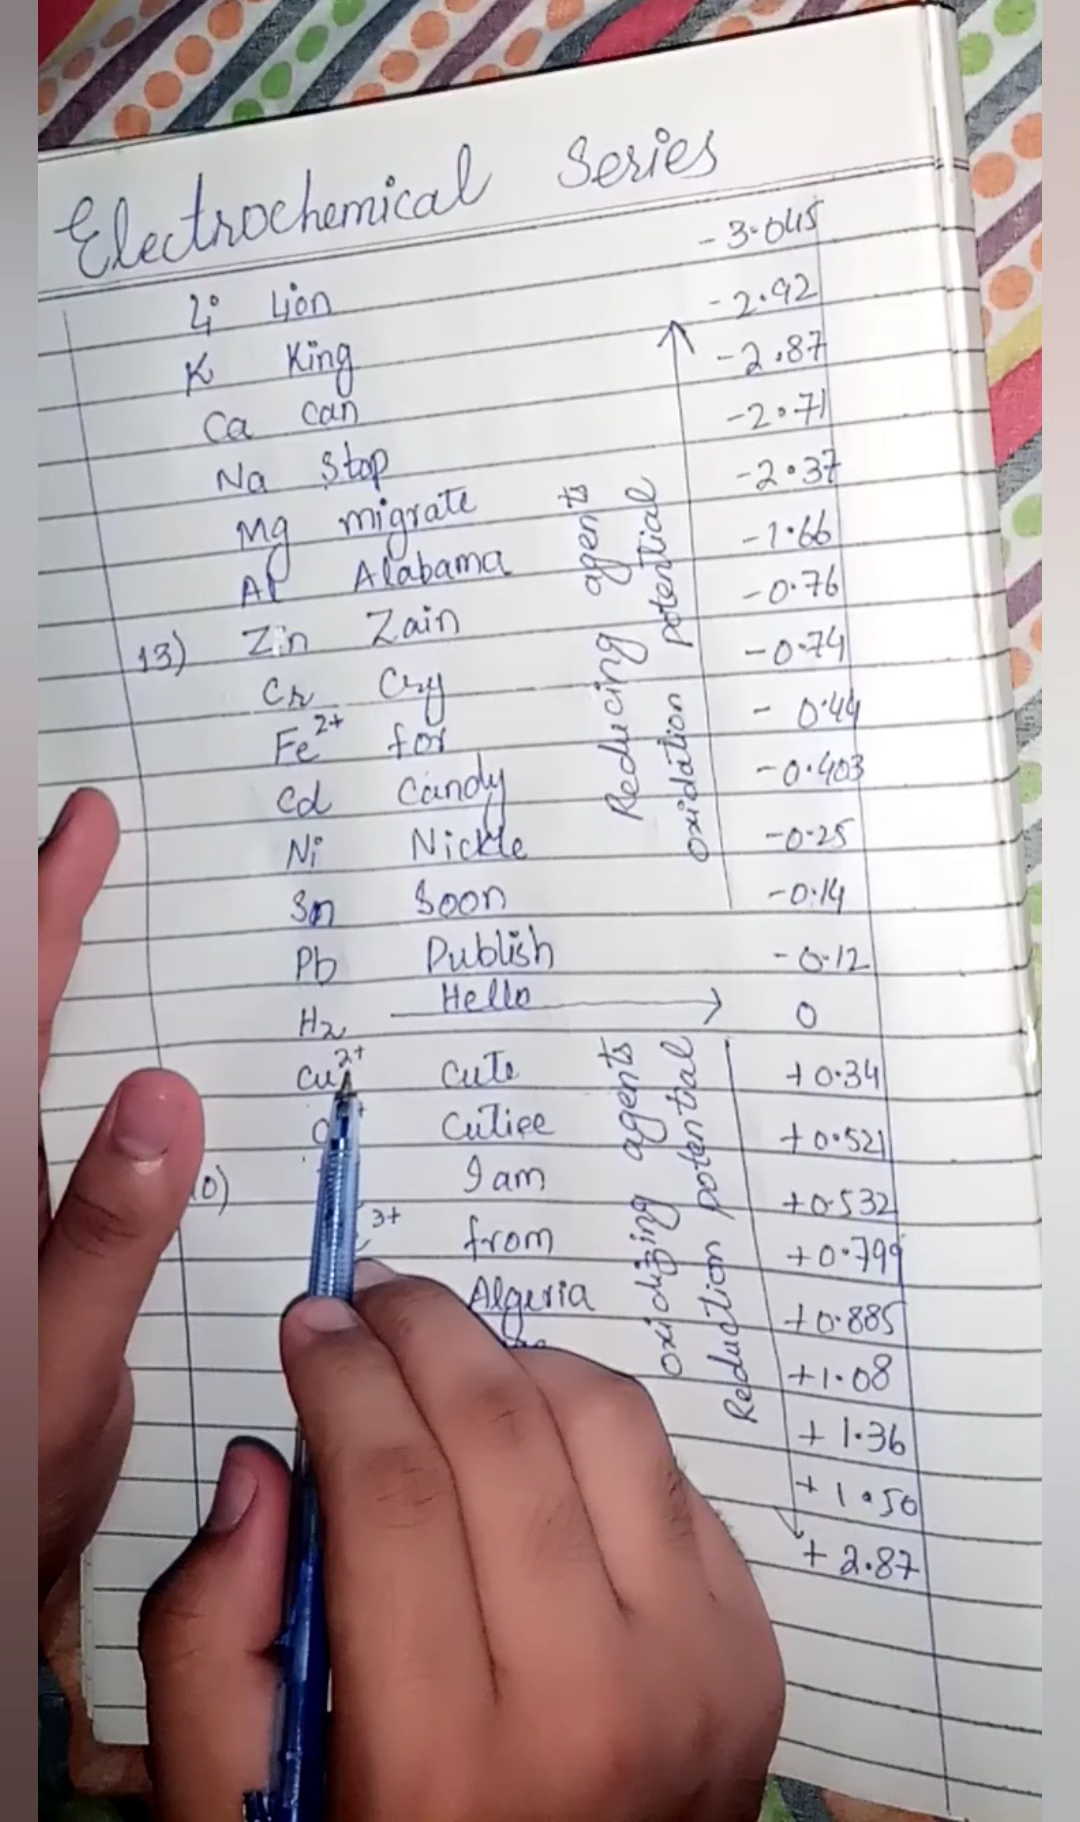 Electrochemical Series
Li Lion -3.045
K King -2.92
Ca Can -2.87
Na Stop -2.71
Mg migrate -2.37
Al Alabama -1.66
13) Zn Zain -0.76
Cr Cry -0.74
Fe2+ for -0.44
Cd Candy -0.403
Ni Nickle -0.25
Sn Soon -0.14
Pb Publish -0.12
H2 Hello 0
Cu2+ Cute +0.34
Cutiee +0.521
I am +0.532
3+ from +0.799
Algeria +0.885
+1.08
+1.36
+1.50
+2.87
Reducing agents
oxidation potential
oxidizing agents
Reduction potential